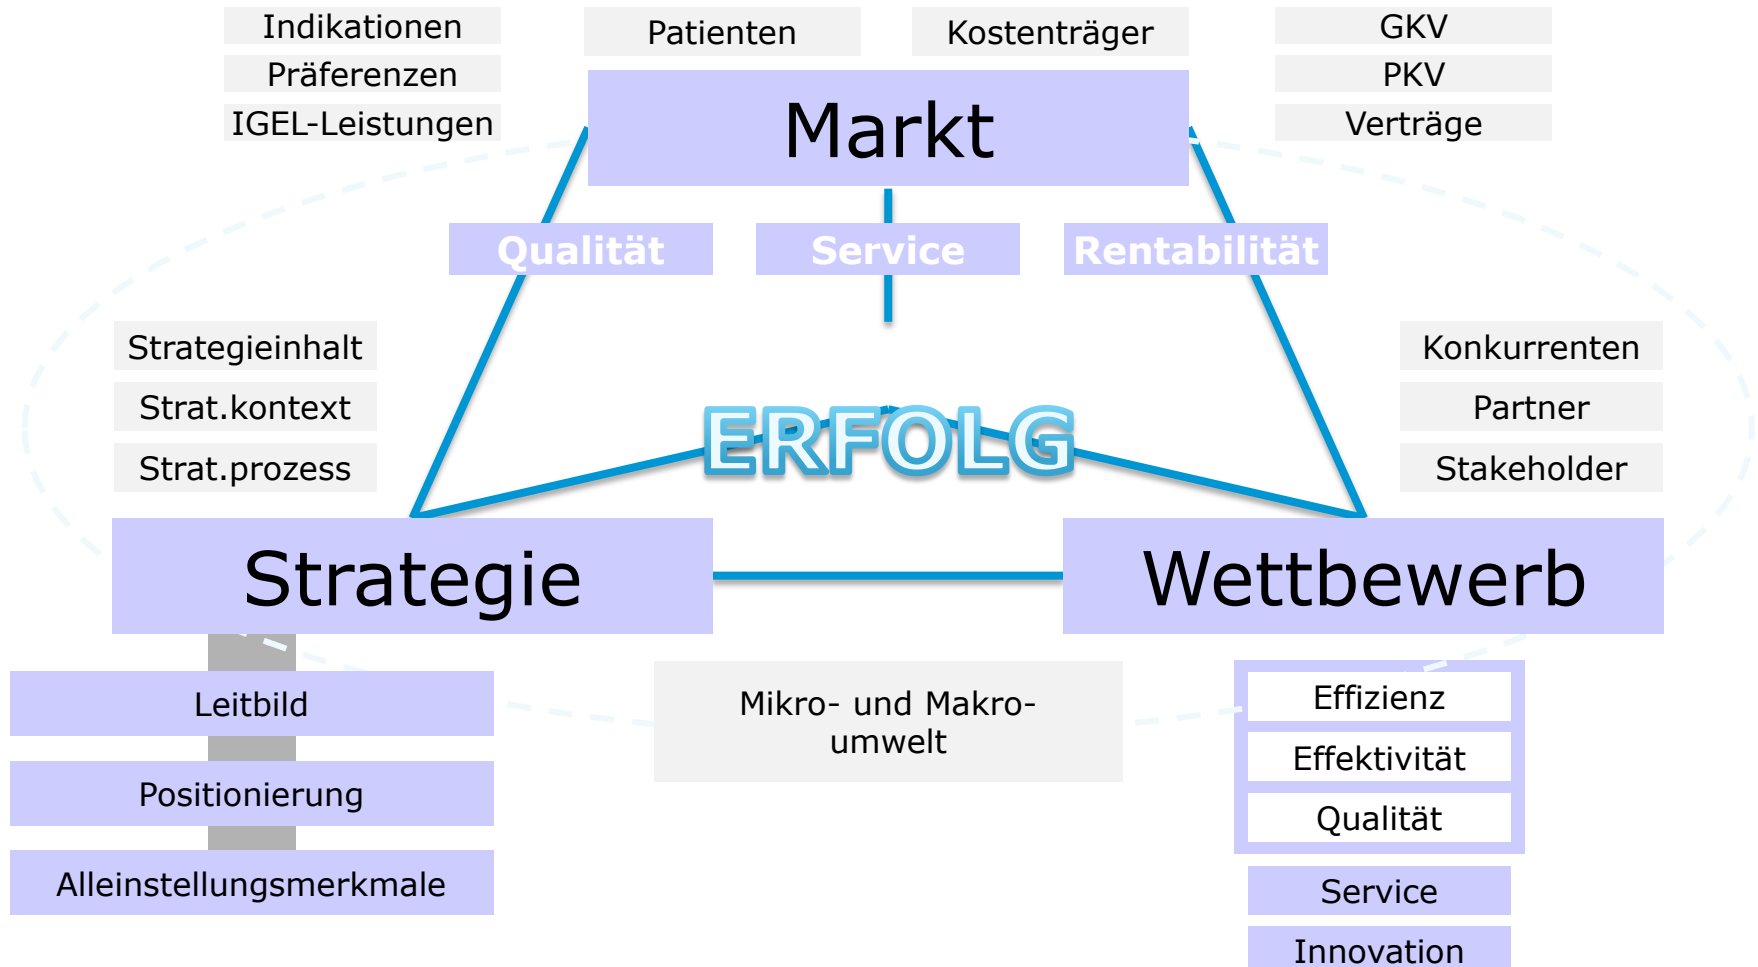 Indikationen
Präferenzen
IGEL-Leistungen
Patienten
Kostenträger
GKV
PKV
Verträge
Markt
Qualität
Service
Rentabilität
Strategieinhalt
Strat.kontext
Strat.prozess
ERFOLG
Konkurrenten
Partner
Stakeholder
Strategie
Wettbewerb
Leitbild
Positionierung
Alleinstellungsmerkmale
Mikro- und Makro-
umwelt
Effizienz
Effektivität
Qualität
Service
Innovation